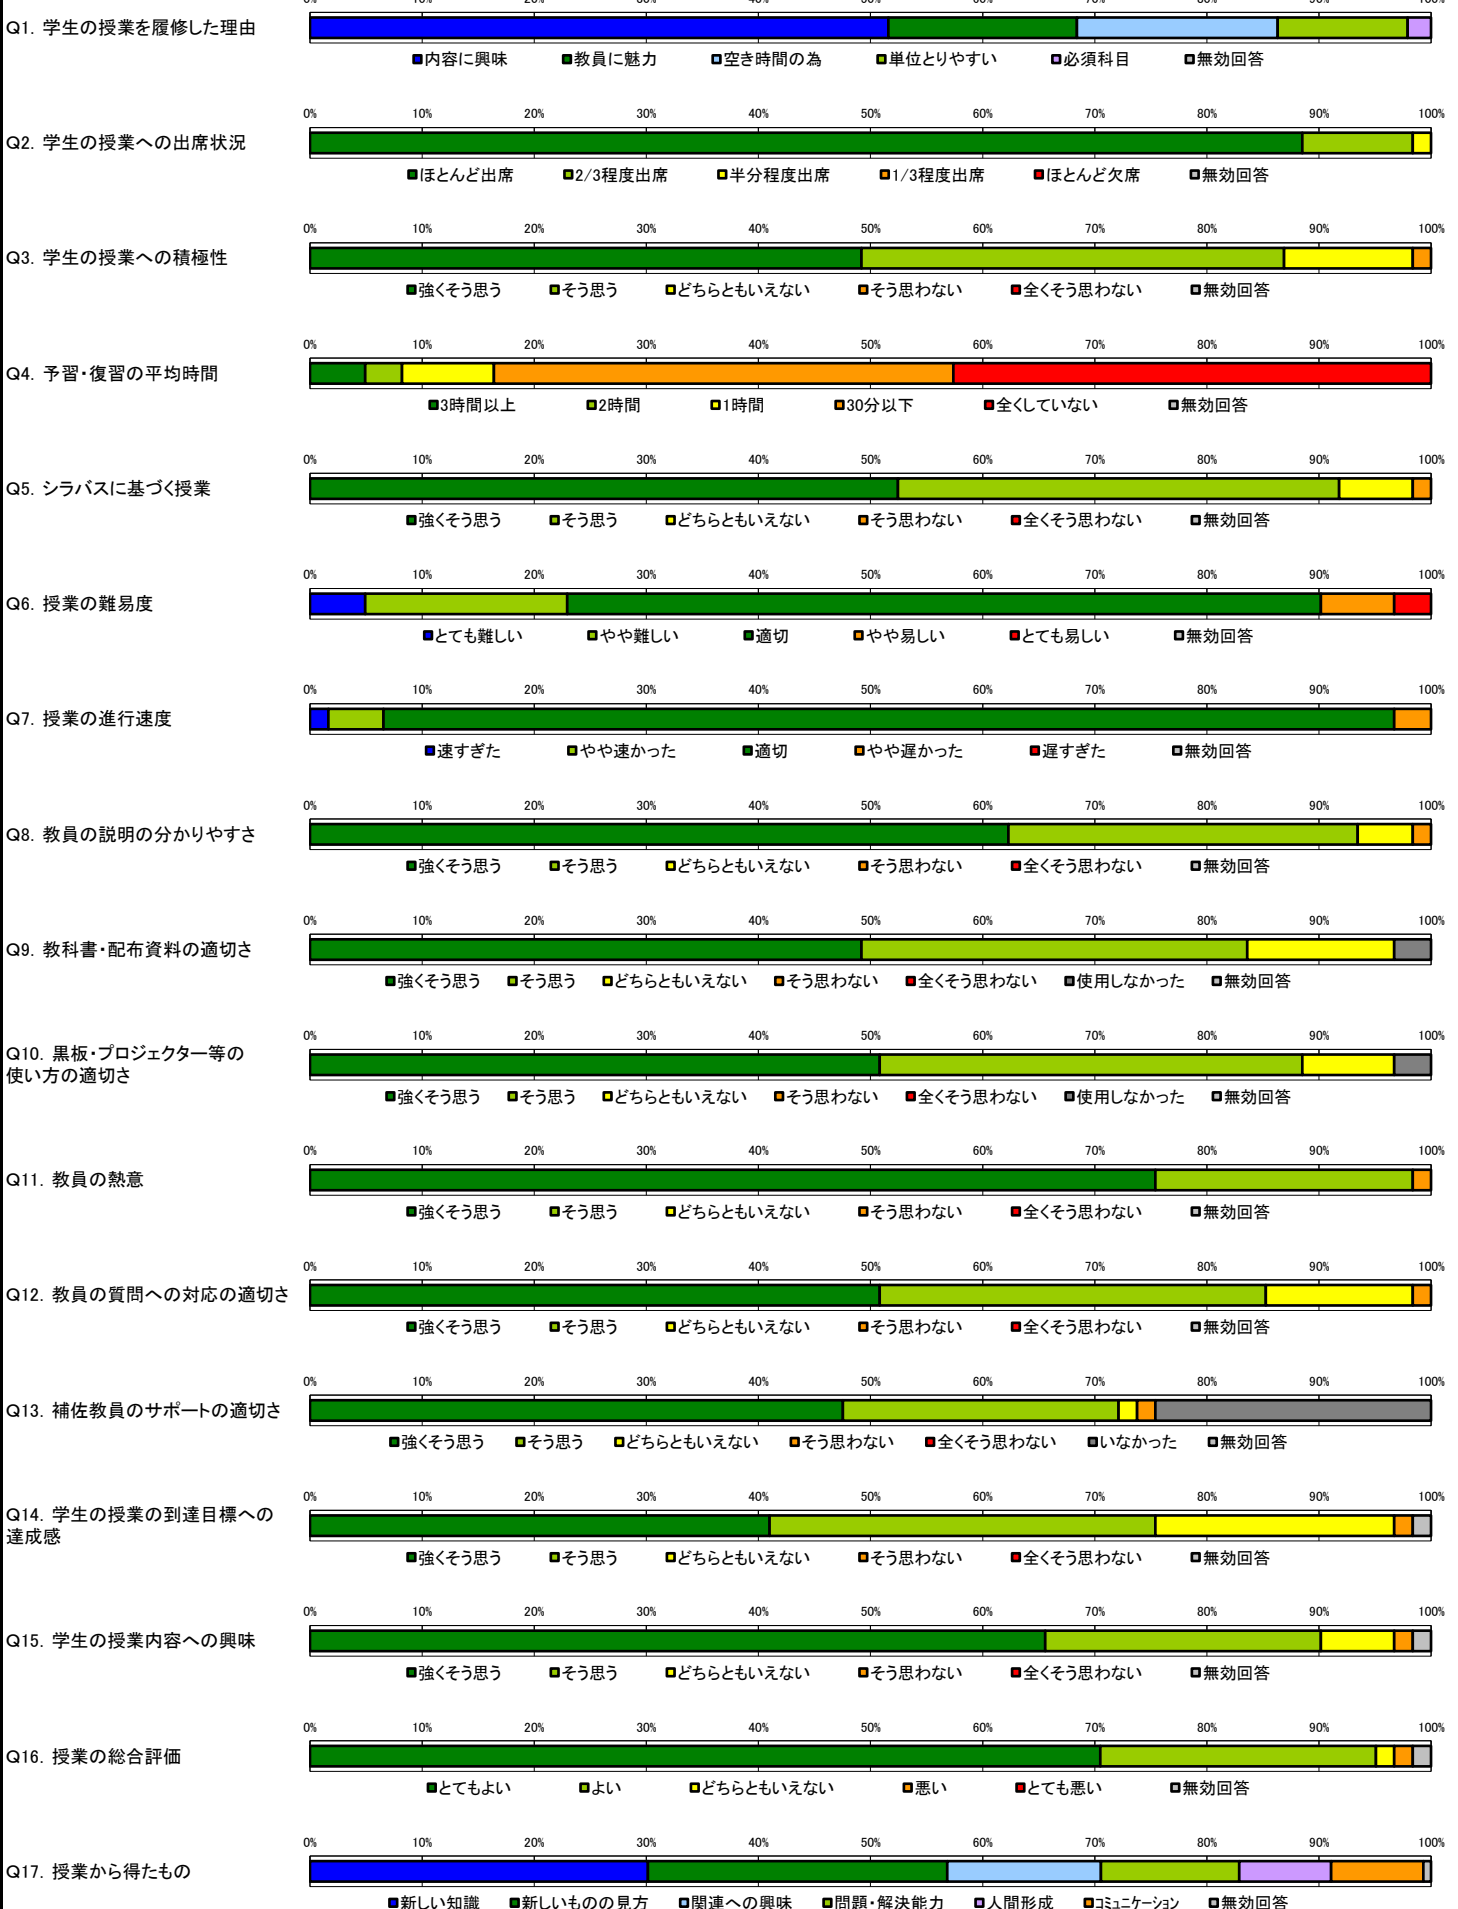 0% 10% 20% 30% 40% 50% 60% 70% 80% 90% 100%
Q1. 学生の授業を履修した理由
内容に興味 教員に魅力 空き時間の為 単位とりやすい 必須科目 無効回答
0% 10% 20% 30% 40% 50% 60% 70% 80% 90% 100%
Q2. 学生の授業への出席状況
ほとんど出席 2/3程度出席 半分程度出席 1/3程度出席 ほとんど欠席 無効回答
0% 10% 20% 30% 40% 50% 60% 70% 80% 90% 100%
Q3. 学生の授業への積極性
強くそう思う そう思う どちらともいえない そう思わない 全くそう思わない 無効回答
0% 10% 20% 30% 40% 50% 60% 70% 80% 90% 100%
Q4. 予習・復習の平均時間
3時間以上 2時間 1時間 30分以下 全くしていない 無効回答
0% 10% 20% 30% 40% 50% 60% 70% 80% 90% 100%
Q5. シラバスに基づく授業
強くそう思う そう思う どちらともいえない そう思わない 全くそう思わない 無効回答
0% 10% 20% 30% 40% 50% 60% 70% 80% 90% 100%
Q6. 授業の難易度
とても難しい やや難しい 適切 やや易しい とても易しい 無効回答
0% 10% 20% 30% 40% 50% 60% 70% 80% 90% 100%
Q7. 授業の進行速度
速すぎた やや速かった 適切 やや遅かった 遅すぎた 無効回答
0% 10% 20% 30% 40% 50% 60% 70% 80% 90% 100%
Q8. 教員の説明の分かりやすさ
強くそう思う そう思う どちらともいえない そう思わない 全くそう思わない 無効回答
0% 10% 20% 30% 40% 50% 60% 70% 80% 90% 100%
Q9. 教科書・配布資料の適切さ
強くそう思う そう思う どちらともいえない そう思わない 全くそう思わない 使用しなかった 無効回答
0% 10% 20% 30% 40% 50% 60% 70% 80% 90% 100%
Q10. 黒板・プロジェクター等の
使い方の適切さ
強くそう思う そう思う どちらともいえない そう思わない 全くそう思わない 使用しなかった 無効回答
0% 10% 20% 30% 40% 50% 60% 70% 80% 90% 100%
Q11. 教員の熱意
強くそう思う そう思う どちらともいえない そう思わない 全くそう思わない 無効回答
0% 10% 20% 30% 40% 50% 60% 70% 80% 90% 100%
Q12. 教員の質問への対応の適切さ
強くそう思う そう思う どちらともいえない そう思わない 全くそう思わない 無効回答
0% 10% 20% 30% 40% 50% 60% 70% 80% 90% 100%
Q13. 補佐教員のサポートの適切さ
強くそう思う そう思う どちらともいえない そう思わない 全くそう思わない いなかった 無効回答
0% 10% 20% 30% 40% 50% 60% 70% 80% 90% 100%
Q14. 学生の授業の到達目標への
達成感
強くそう思う そう思う どちらともいえない そう思わない 全くそう思わない 無効回答
0% 10% 20% 30% 40% 50% 60% 70% 80% 90% 100%
Q15. 学生の授業内容への興味
強くそう思う そう思う どちらともいえない そう思わない 全くそう思わない 無効回答
0% 10% 20% 30% 40% 50% 60% 70% 80% 90% 100%
Q16. 授業の総合評価
とてもよい よい どちらともいえない 悪い とても悪い 無効回答
0% 10% 20% 30% 40% 50% 60% 70% 80% 90% 100%
Q17. 授業から得たもの
新しい知識 新しいものの見方 関連への興味 問題・解決能力 人間形成 コミュニケーション 無効回答